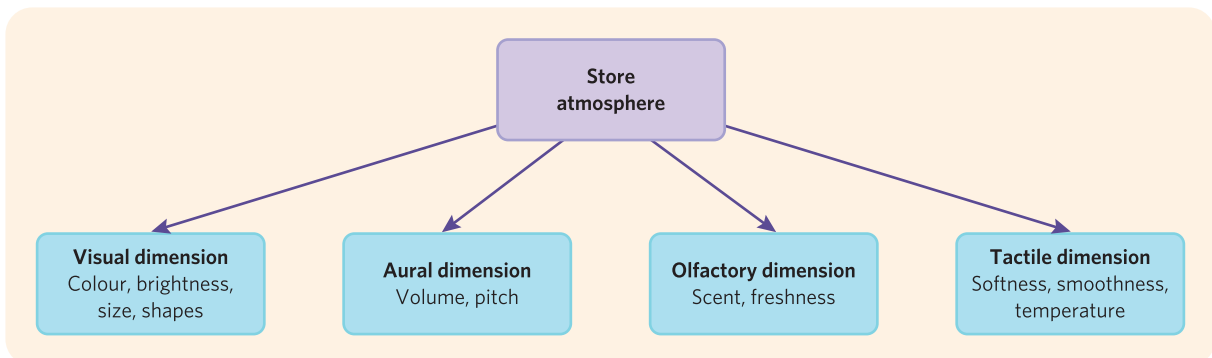 Store
atmosphere
Visual dimension
Colour, brightness,
size, shapes
Aural dimension
Volume, pitch
Olfactory dimension
Scent, freshness
Tactile dimension
Softness, smoothness,
temperature